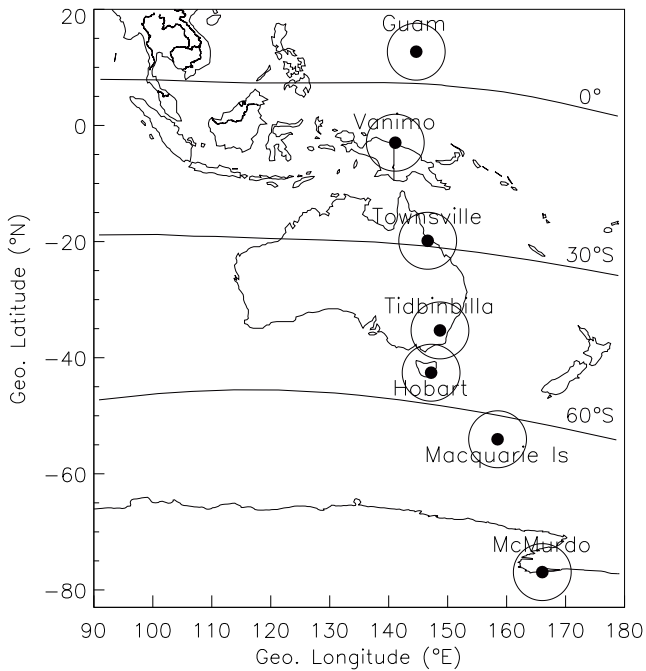 20
Guam
0°
Vanimo
0
Townsville
−20
30°S
Tidbinbilla
Geo. Latitude (°N)
−40
Hobart
60°S
Macquarie Is
−60
McMurdo
−80
90 100 110 120 130 140 150 160 170 180
Geo. Longitude (°E)